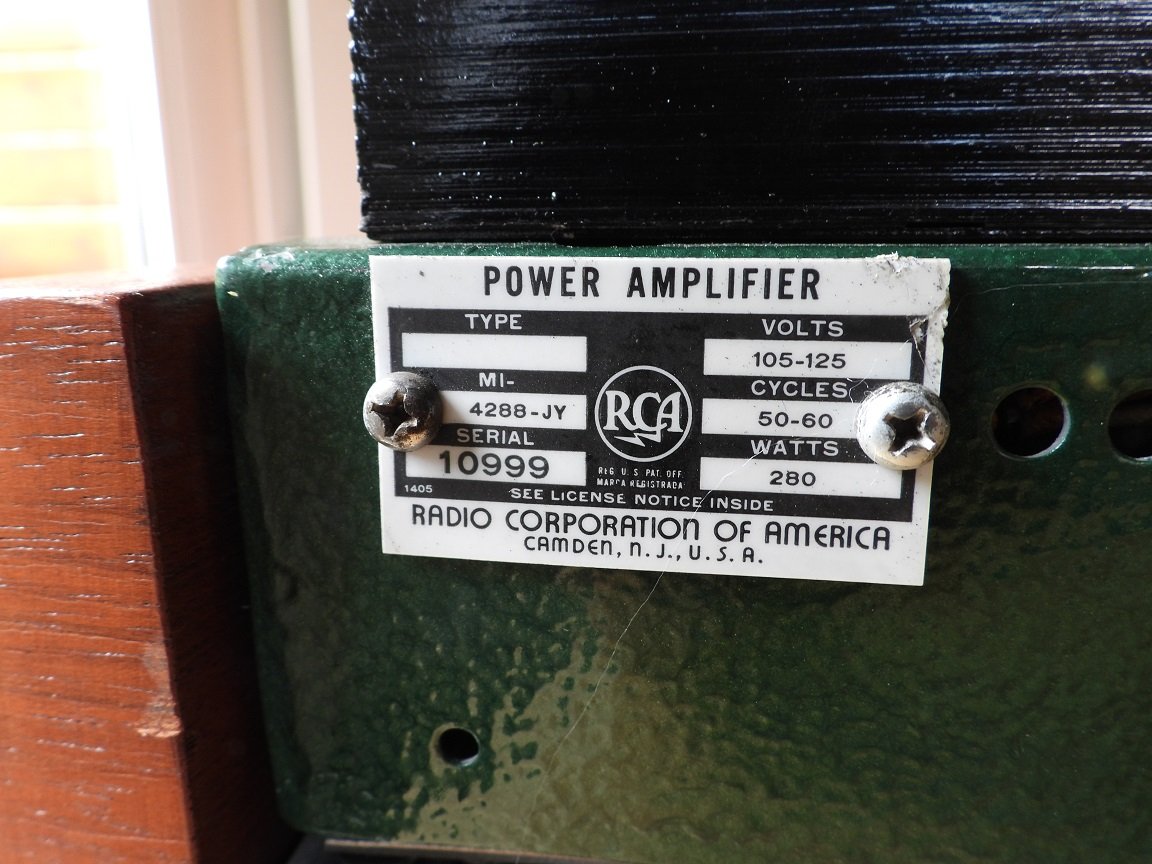 POWER AMPLIFIER
TYPE
MI-
4288-JY
SERIAL
10999
1405
RCA
REG. U. S. PAT. OFF.
MARCA REGISTRADA
VOLTS
105-125
CYCLES
50-60
WATTS
280
SEE LICENSE NOTICE INSIDE
RADIO CORPORATION OF AMERICA
CAMDEN, N. J., U. S. A.